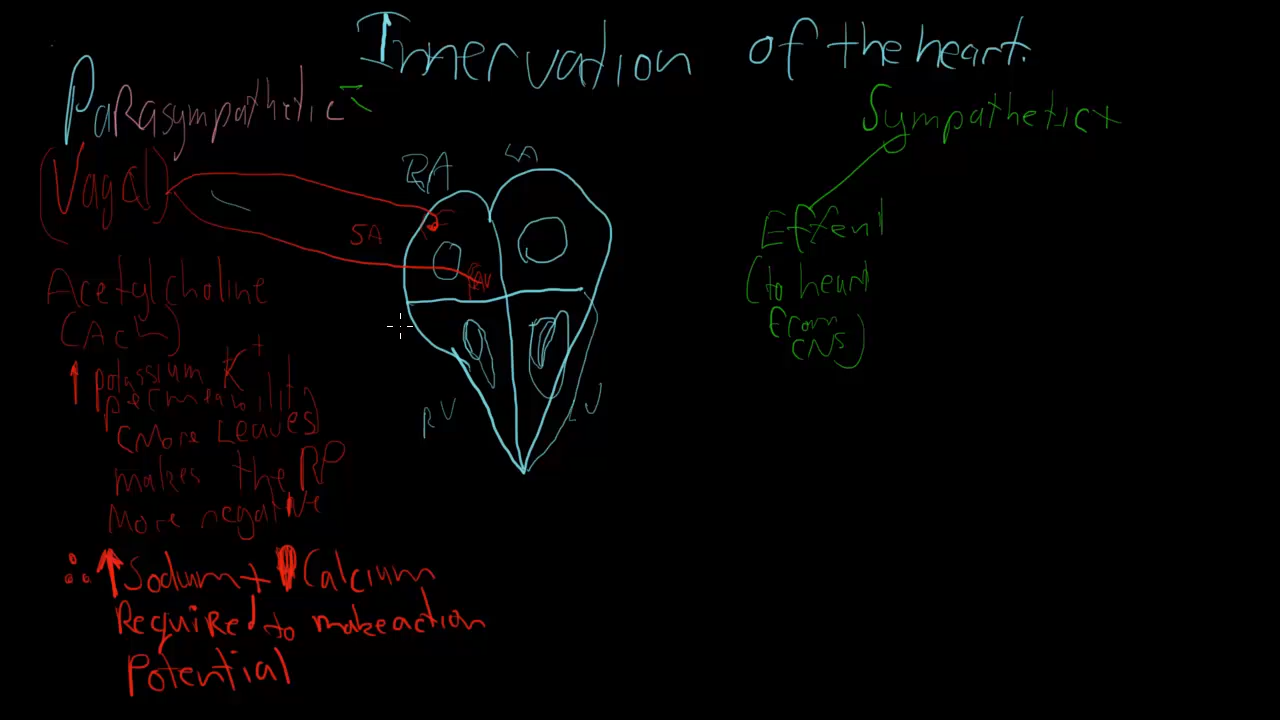 Innervation of the heart.
Parasympathetic -
(Vagal)
Acetylcholine
(ACh)
↑ potassium K+
permeability
(More Leaves)
makes the RP
More negative
∴ ↑ Sodium + Calcium
Required to make action
Potential
RA
LA
SA
AV
RV
LV
Sympathetic +
Effent
(to heart
from
CNS)